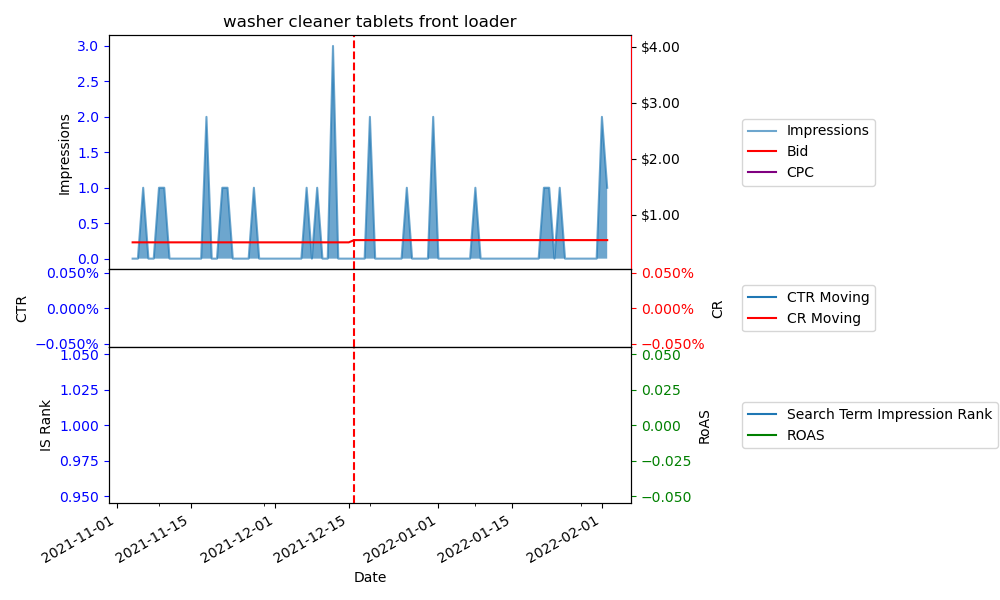 washer cleaner tablets front loader
3.0
2.5
2.0
1.5
1.0
0.5
0.0
Impressions
$4.00
$3.00
$2.00
$1.00
Impressions
Bid
CPC
0.050%
0.000%
−0.050%
CTR
0.050%
0.000%
−0.050%
CR
CTR Moving
CR Moving
1.050
1.025
1.000
0.975
0.950
IS Rank
0.050
0.025
0.000
−0.025
−0.050
RoAS
Search Term Impression Rank
ROAS
2021-11-01
2021-11-15
2021-12-01
2021-12-15
2022-01-01
2022-01-15
2022-02-01
Date